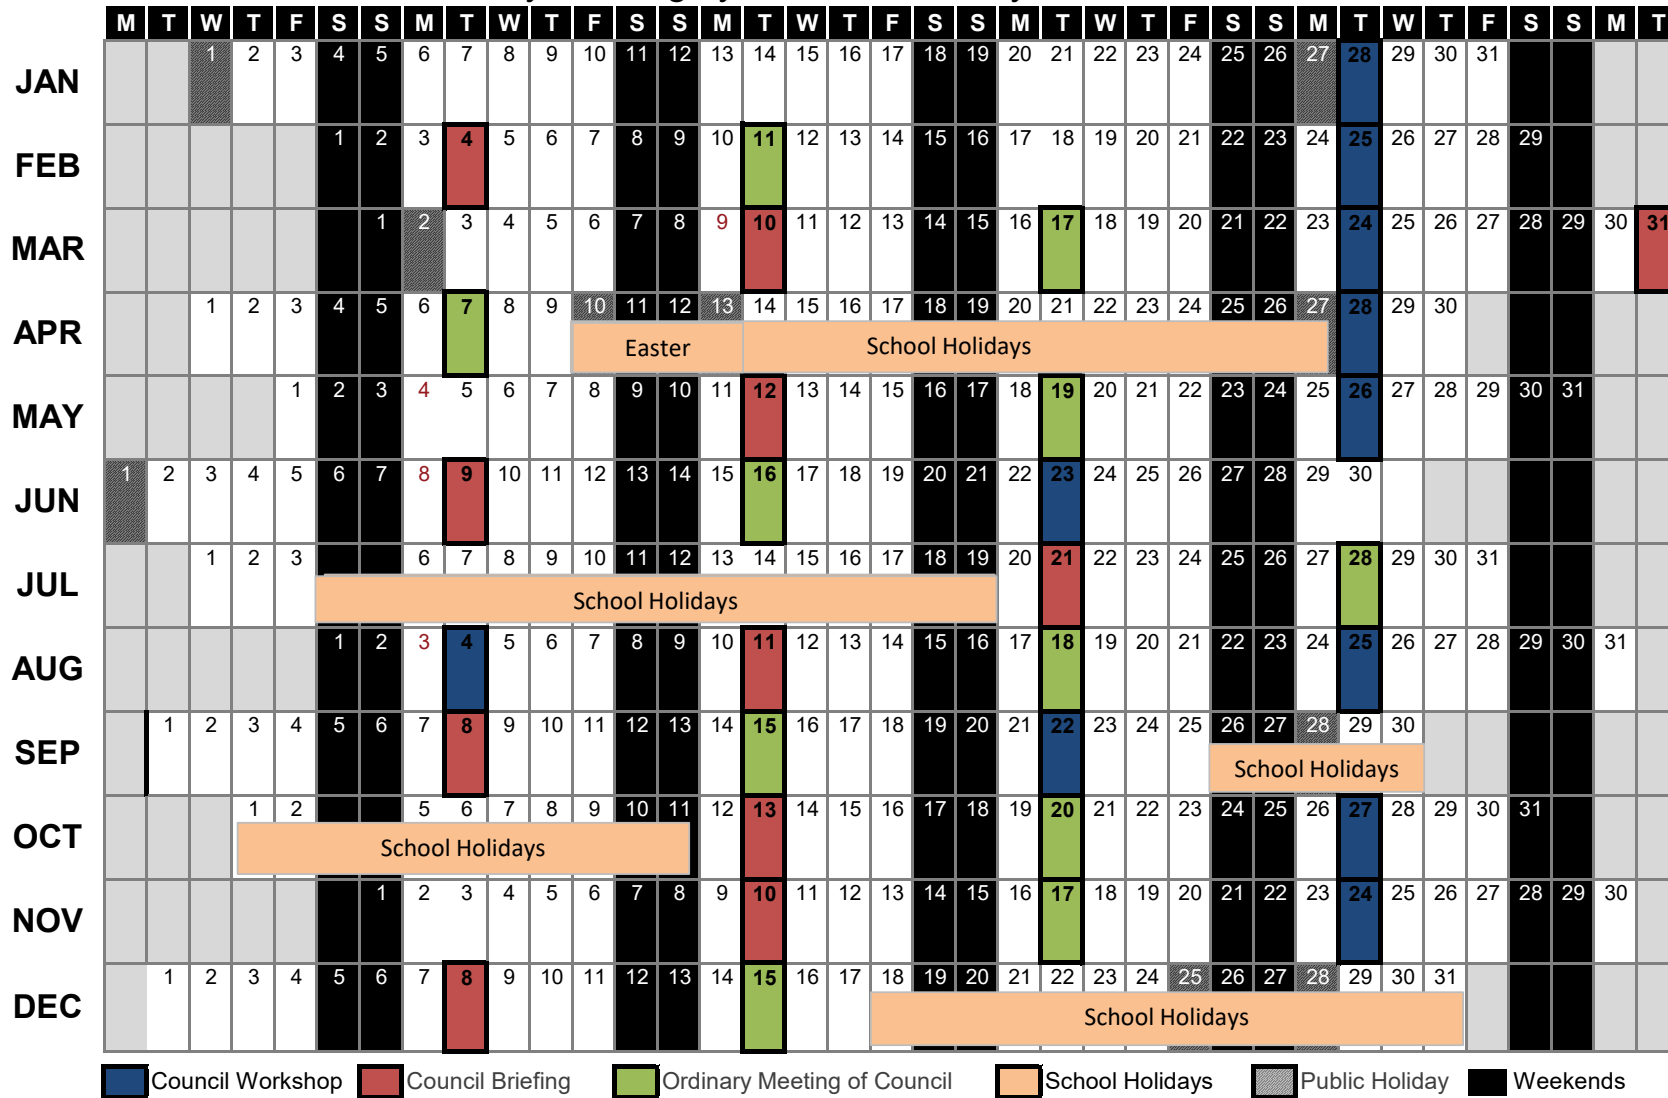 M T W T F S S M T W T F S S M T W T F S S M T W T F S S M T W T F S S M T
JAN 1 2 3 4 5 6 7 8 9 10 11 12 13 14 15 16 17 18 19 20 21 22 23 24 25 26 27 28 29 30 31
FEB 1 2 3 4 5 6 7 8 9 10 11 12 13 14 15 16 17 18 19 20 21 22 23 24 25 26 27 28 29
MAR 1 2 3 4 5 6 7 8 9 10 11 12 13 14 15 16 17 18 19 20 21 22 23 24 25 26 27 28 29 30 31
APR 1 2 3 4 5 6 7 8 9 10 11 12 13 14 15 16 17 18 19 20 21 22 23 24 25 26 27 28 29 30
Easter School Holidays
MAY 1 2 3 4 5 6 7 8 9 10 11 12 13 14 15 16 17 18 19 20 21 22 23 24 25 26 27 28 29 30 31
JUN 1 2 3 4 5 6 7 8 9 10 11 12 13 14 15 16 17 18 19 20 21 22 23 24 25 26 27 28 29 30
JUL 1 2 3 6 7 8 9 10 11 12 13 14 15 16 17 18 19 20 21 22 23 24 25 26 27 28 29 30 31
School Holidays
AUG 1 2 3 4 5 6 7 8 9 10 11 12 13 14 15 16 17 18 19 20 21 22 23 24 25 26 27 28 29 30 31
SEP 1 2 3 4 5 6 7 8 9 10 11 12 13 14 15 16 17 18 19 20 21 22 23 24 25 26 27 28 29 30
School Holidays
OCT 1 2 5 6 7 8 9 10 11 12 13 14 15 16 17 18 19 20 21 22 23 24 25 26 27 28 29 30 31
School Holidays
NOV 1 2 3 4 5 6 7 8 9 10 11 12 13 14 15 16 17 18 19 20 21 22 23 24 25 26 27 28 29 30
DEC 1 2 3 4 5 6 7 8 9 10 11 12 13 14 15 16 17 18 19 20 21 22 23 24 25 26 27 28 29 30 31
School Holidays
Council Workshop Council Briefing Ordinary Meeting of Council School Holidays Public Holiday Weekends